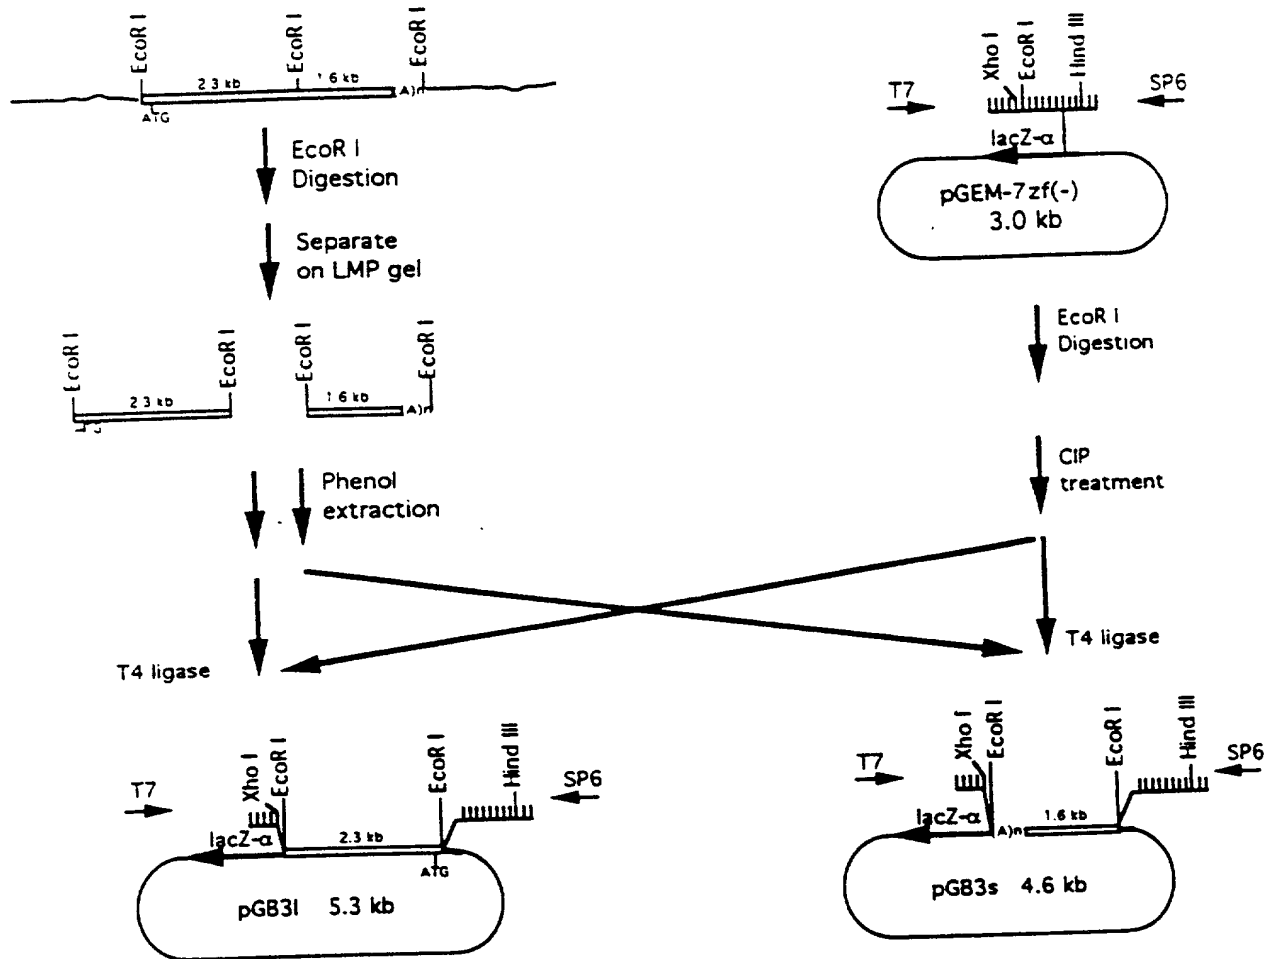 EcoR I
EcoR I
EcoR I
2.3 kb
1.6 kb
A)n
ATG
EcoR I
Digestion
Separate
on LMP gel
EcoR I
EcoR I
EcoR I
EcoR I
2.3 kb
1.6 kb
A)n
Phenol
extraction
T4 ligase
Xho I
EcoR I
Hind III
T7
SP6
lacZ-α
pGEM-7zf(-)
3.0 kb
EcoR I
Digestion
CIP
treatment
T4 ligase
Xho I
EcoR I
EcoR I
Hind III
T7
SP6
lacZ-α
2.3 kb
ATG
pGB3l 5.3 kb
Xho I
EcoR I
EcoR I
Hind III
T7
SP6
lacZ-α
A)n
1.6 kb
pGB3s 4.6 kb